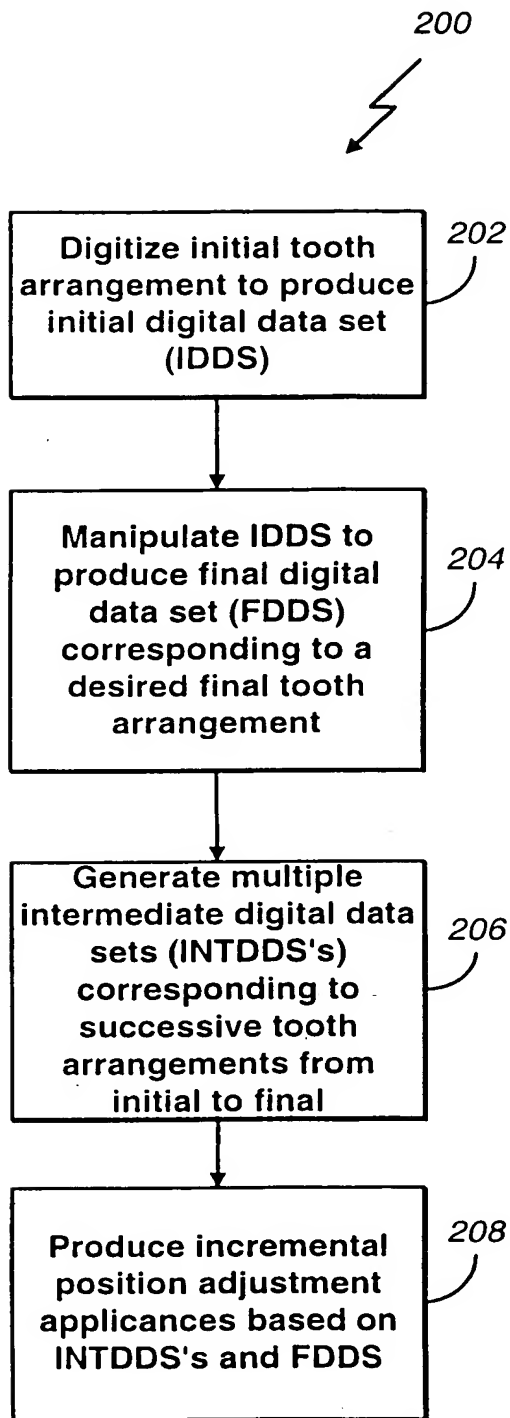 200
Digitize initial tooth
arrangement to produce
initial digital data set
(IDDS)
202
Manipulate IDDS to
produce final digital
data set (FDDS)
corresponding to a
desired final tooth
arrangement
204
Generate multiple
intermediate digital data
sets (INTDDS's)
corresponding to
successive tooth
arrangements from
initial to final
206
Produce incremental
position adjustment
applicances based on
INTDDS's and FDDS
208